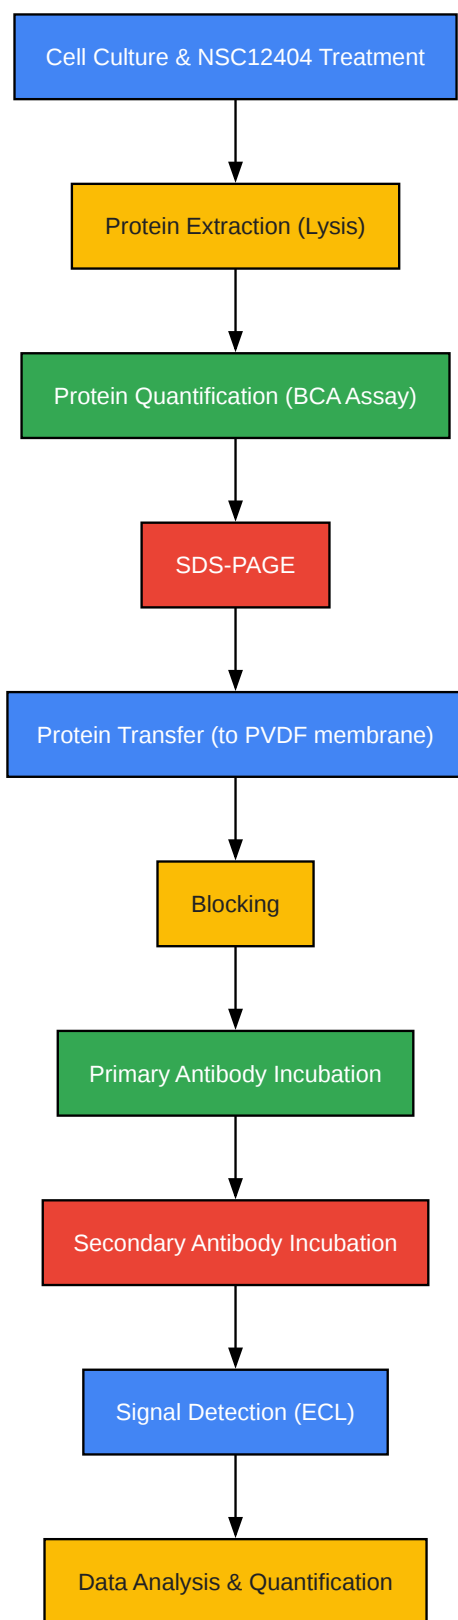 Cell Culture & NSC12404 Treatment
Protein Extraction (Lysis)
Protein Quantification (BCA Assay)
SDS-PAGE
Protein Transfer (to PVDF membrane)
Blocking
Primary Antibody Incubation
Secondary Antibody Incubation
Signal Detection (ECL)
Data Analysis & Quantification